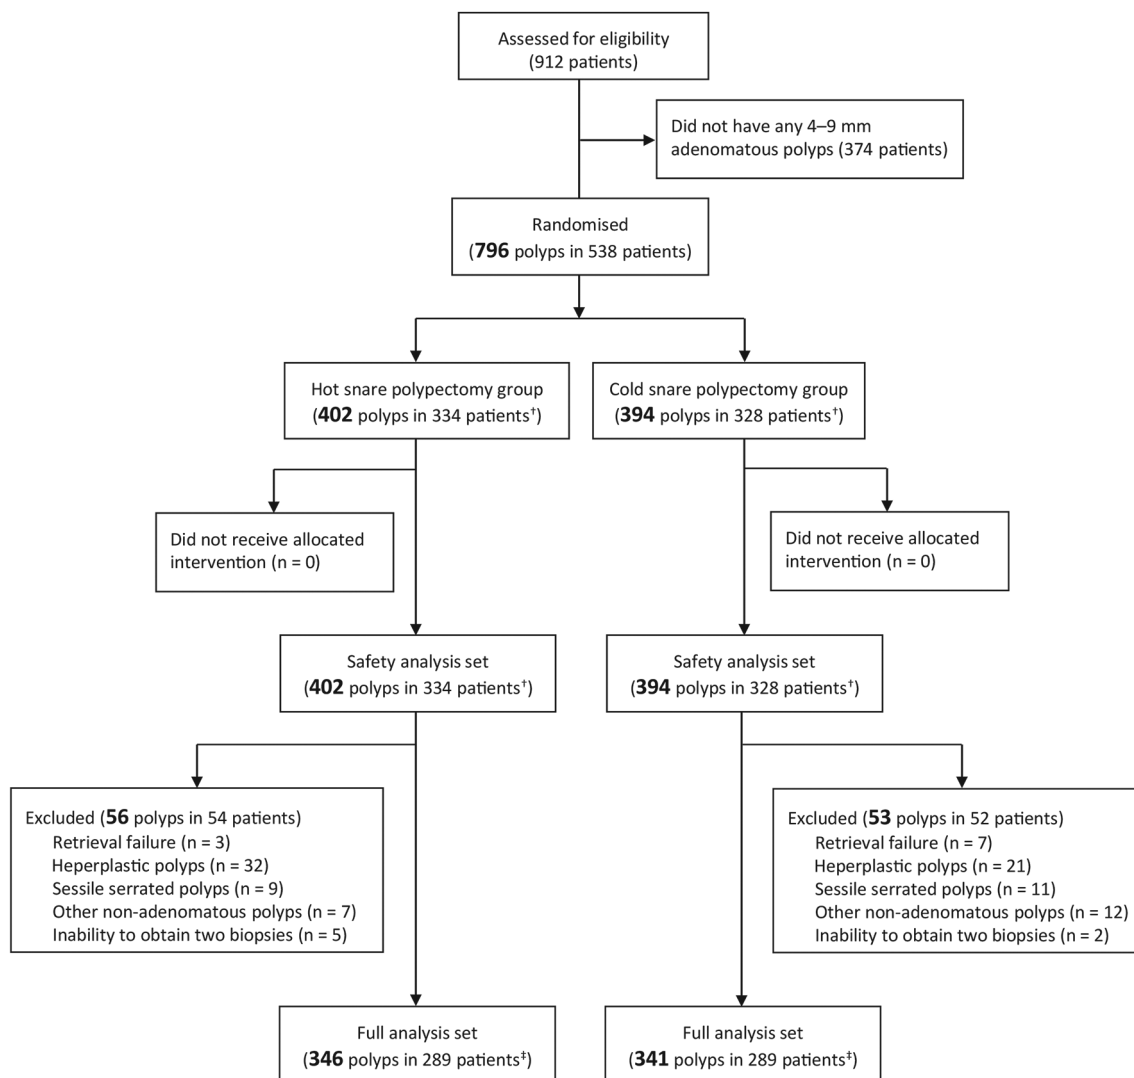 Assessed for eligibility
(912 patients)
Did not have any 4–9 mm
adenomatous polyps (374 patients)
Randomised
(796 polyps in 538 patients)
Hot snare polypectomy group
(402 polyps in 334 patients†)
Cold snare polypectomy group
(394 polyps in 328 patients†)
Did not receive allocated
intervention (n = 0)
Did not receive allocated
intervention (n = 0)
Safety analysis set
(402 polyps in 334 patients†)
Safety analysis set
(394 polyps in 328 patients†)
Excluded (56 polyps in 54 patients)
Retrieval failure (n = 3)
Heperplastic polyps (n = 32)
Sessile serrated polyps (n = 9)
Other non-adenomatous polyps (n = 7)
Inability to obtain two biopsies (n = 5)
Excluded (53 polyps in 52 patients)
Retrieval failure (n = 7)
Heperplastic polyps (n = 21)
Sessile serrated polyps (n = 11)
Other non-adenomatous polyps (n = 12)
Inability to obtain two biopsies (n = 2)
Full analysis set
(346 polyps in 289 patients‡)
Full analysis set
(341 polyps in 289 patients‡)